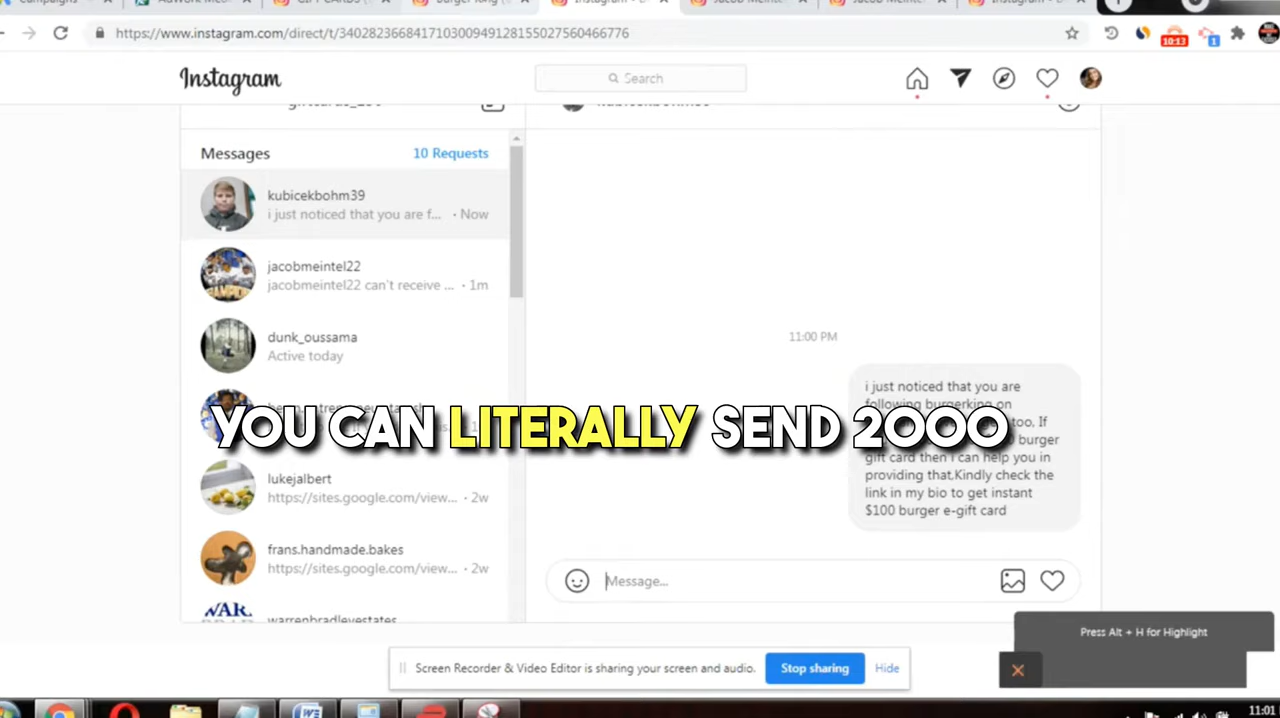 https://www.instagram.com/direct/t/340282366841710300949128155027560466776
10:13
1
Instagram
Search
Messages
10 Requests
kubicekbohm39
i just noticed that you are f... · Now
jacobmeintel22
jacobmeintel22 can't receive ... · 1m
dunk_oussama
Active today
lukejalbert
https://sites.google.com/view... · 2w
frans.handmade.bakes
https://sites.google.com/view... · 2w
warrenbradleyestates
11:00 PM
i just noticed that you are
following burgerking on
too. If
burger
gift card then i can help you in
providing that.Kindly check the
link in my bio to get instant
$100 burger e-gift card
YOU CAN LITERALLY SEND 2000
Message...
Press Alt + H for Highlight
Screen Recorder & Video Editor is sharing your screen and audio.
Stop sharing
Hide
11:01